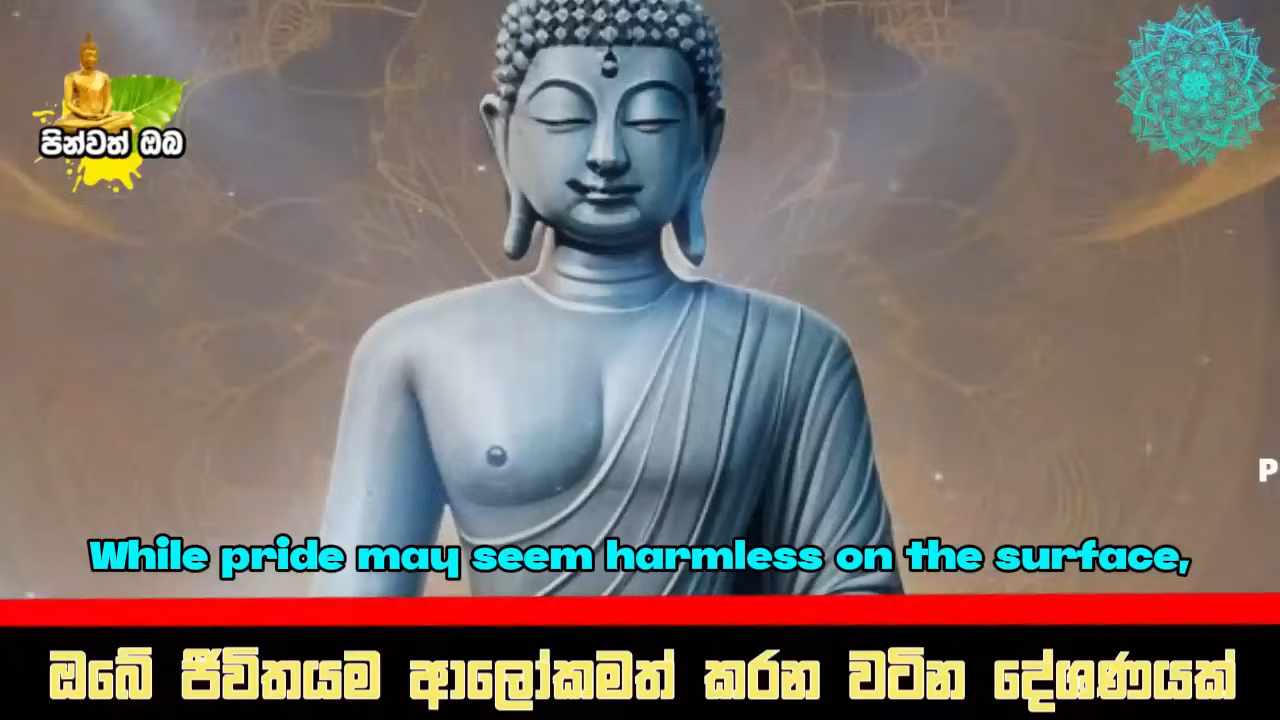 පින්වත් ඔබ
P
While pride may seem harmless on the surface,
ඔබේ ජීවිතයම ආලෝකමත් කරන වටින දේශණයක්